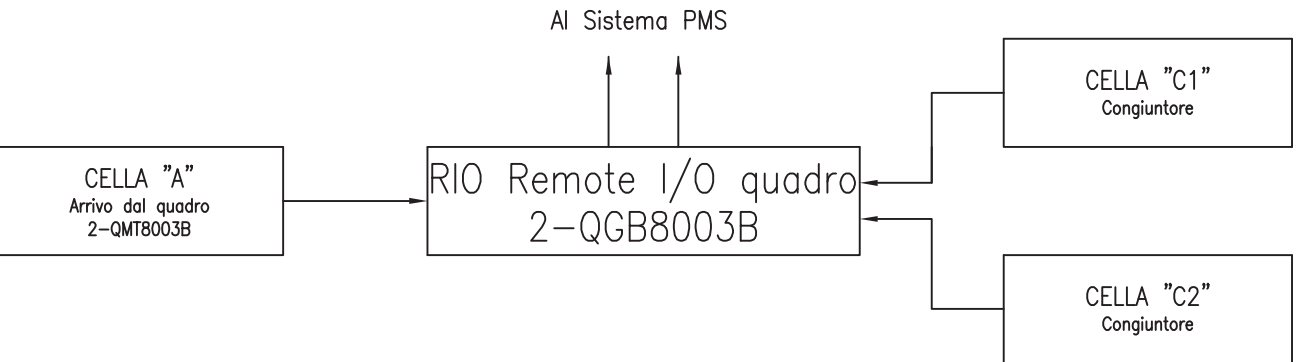 Al Sistema PMS
CELLA "C1"
Congiuntore
CELLA "A"
Arrivo dal quadro
2-QMT8003B
RIO Remote I/O quadro
2-QGB8003B
CELLA "C2"
Congiuntore